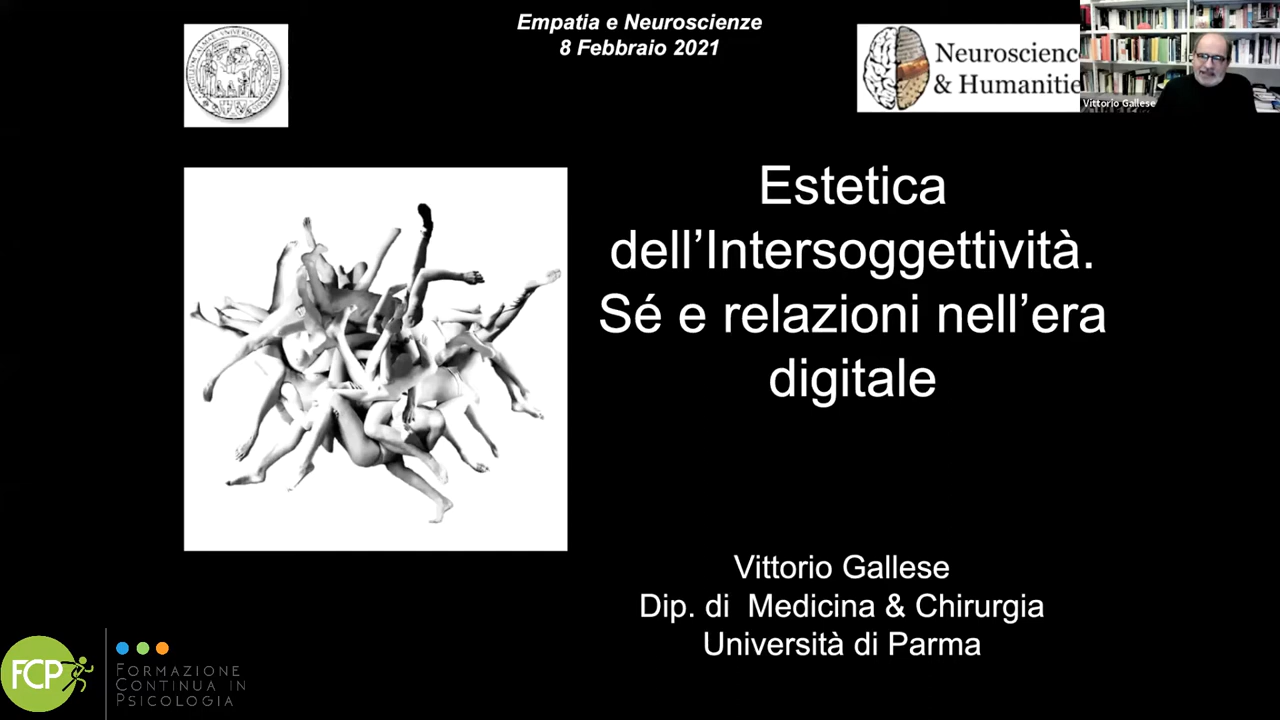 Empatia e Neuroscienze
8 Febbraio 2021
Neuroscienc
& Humanitie
Vittorio Gallese
Estetica
dell’Intersoggettività.
Sé e relazioni nell’era
digitale
Vittorio Gallese
Dip. di Medicina & Chirurgia
Università di Parma
FCP
FORMAZIONE
CONTINUA IN
PSICOLOGIA